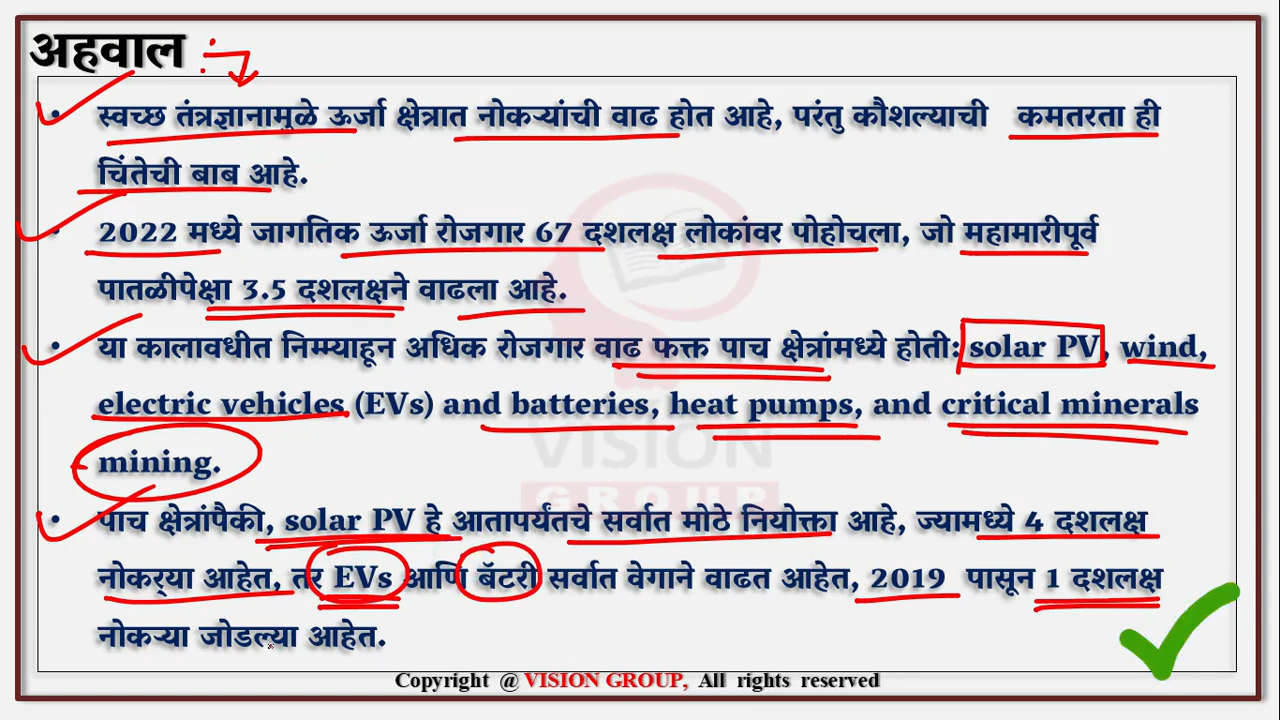 अहवाल :
• स्वच्छ तंत्रज्ञानामुळे ऊर्जा क्षेत्रात नोकऱ्यांची वाढ होत आहे, परंतु कौशल्याची कमतरता ही
चिंतेची बाब आहे.
• 2022 मध्ये जागतिक ऊर्जा रोजगार 67 दशलक्ष लोकांवर पोहोचला, जो महामारीपूर्व
पातळीपेक्षा 3.5 दशलक्षने वाढला आहे.
• या कालावधीत निम्म्याहून अधिक रोजगार वाढ फक्त पाच क्षेत्रांमध्ये होती: solar PV, wind,
electric vehicles (EVs) and batteries, heat pumps, and critical minerals
mining.
• पाच क्षेत्रांपैकी, solar PV हे आतापर्यंतचे सर्वात मोठे नियोक्ता आहे, ज्यामध्ये 4 दशलक्ष
नोकर्‍या आहेत, तर EVs आणि बॅटरी सर्वात वेगाने वाढत आहेत, 2019 पासून 1 दशलक्ष
नोकऱ्या जोडल्या आहेत.
VISION
GROUP
Copyright @ VISION GROUP, All rights reserved